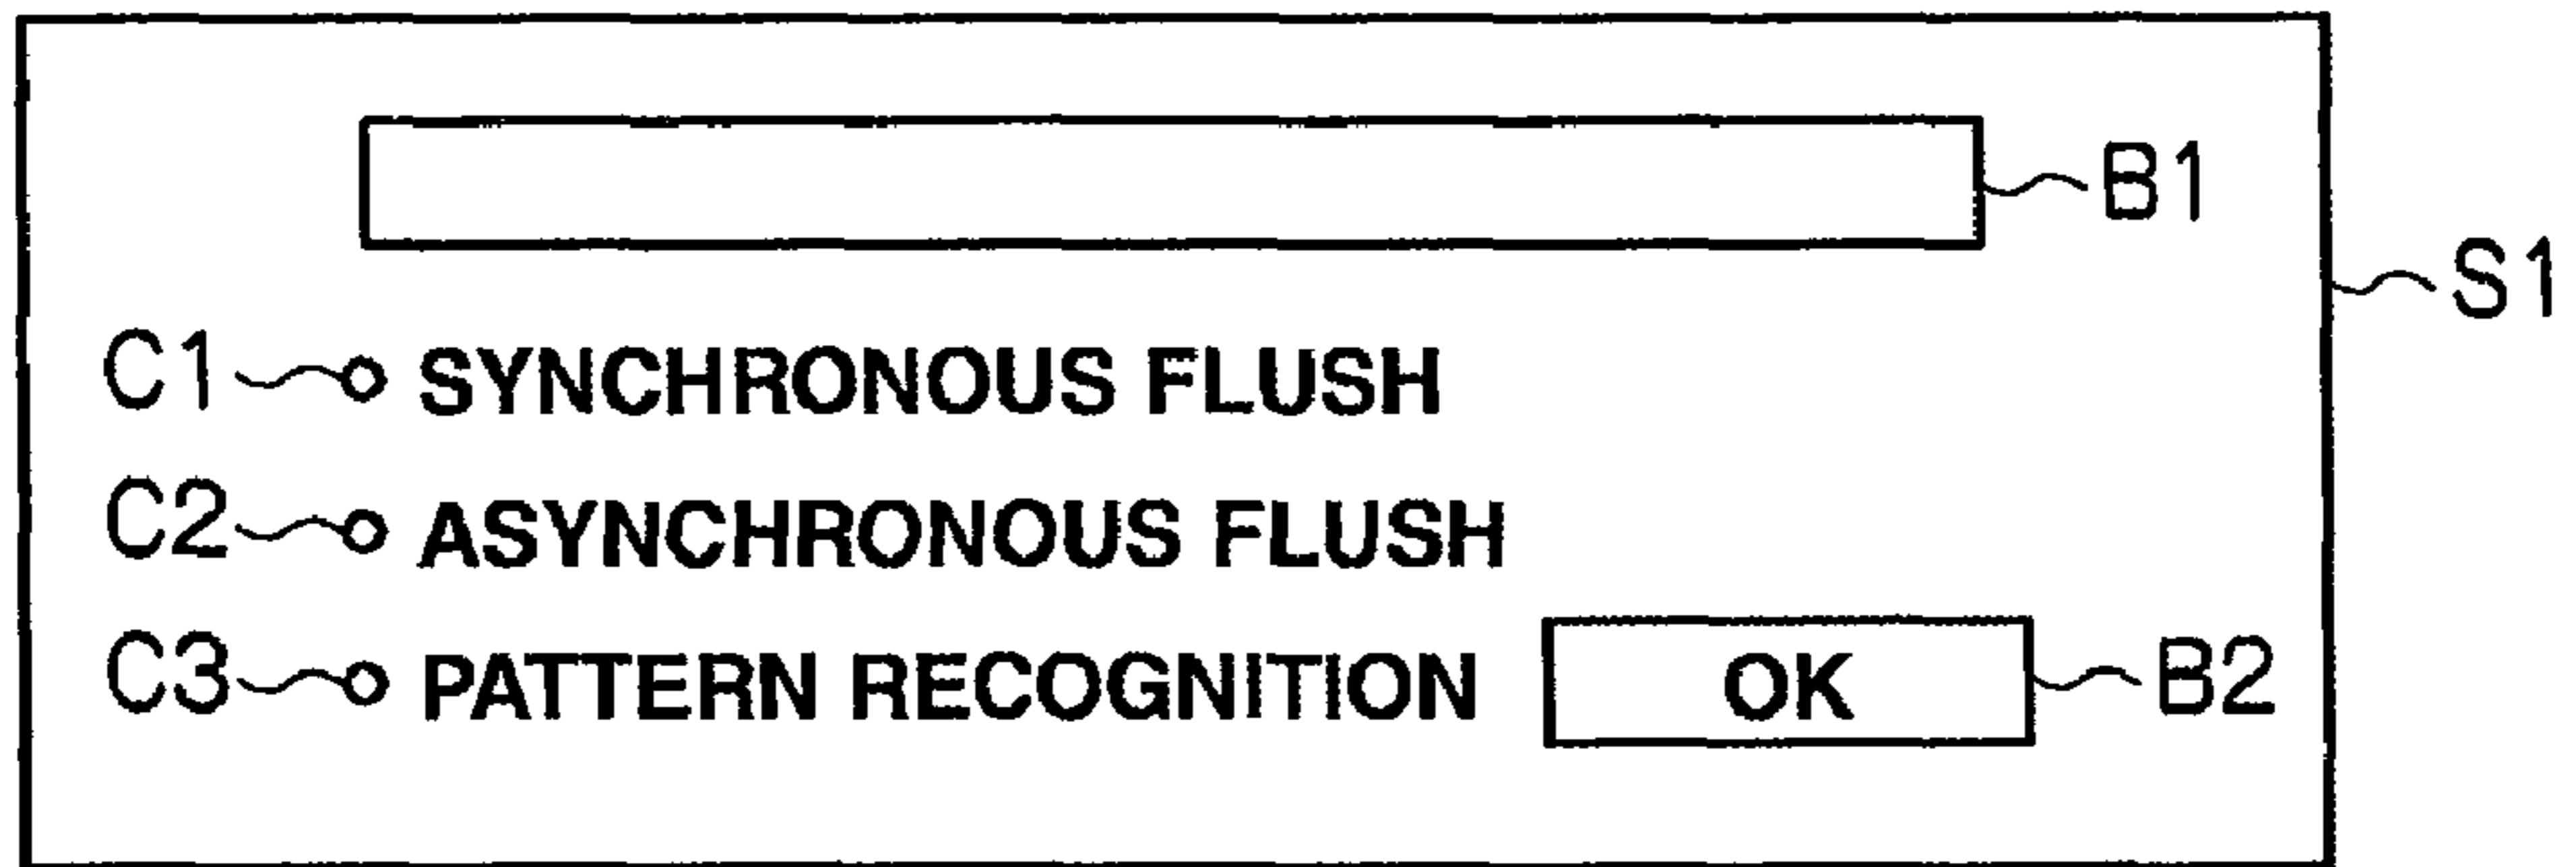 B1
S1
C1 SYNCHRONOUS FLUSH
C2 ASYNCHRONOUS FLUSH
C3 PATTERN RECOGNITION OK B2